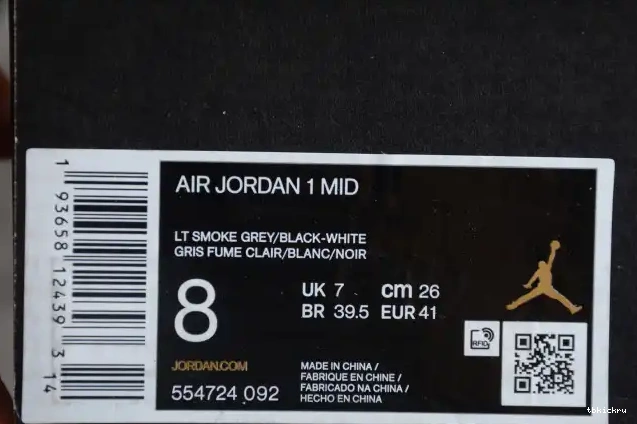 AIR JORDAN 1 MID
LT SMOKE GREY/BLACK-WHITE
GRIS FUME CLAIR/BLANC/NOIR
8
UK 7 cm 26
BR 39.5 EUR 41
JORDAN.COM
554724 092
MADE IN CHINA /
FABRIQUE EN CHINE /
FABRICADO NA CHINA /
HECHO EN CHINA
RFID
1 93658 12439 3 14
tbkickru